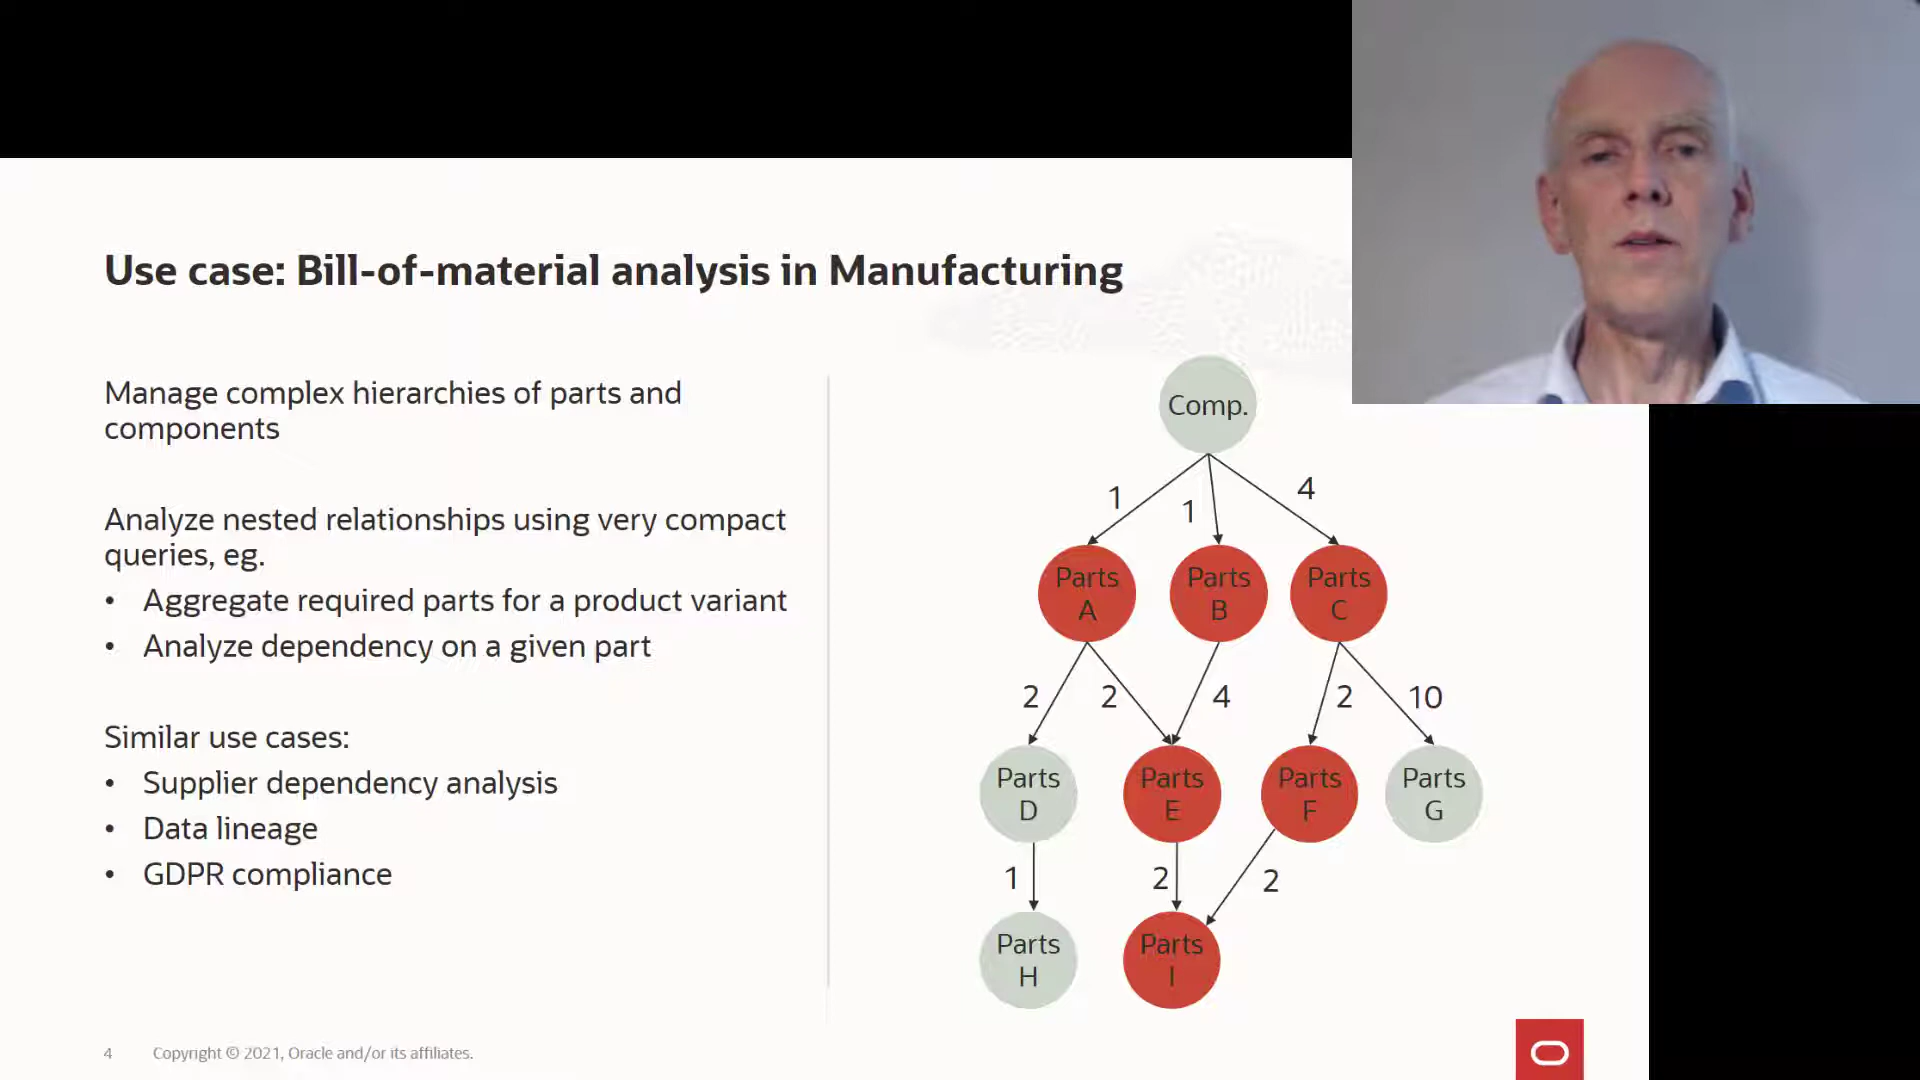 Use case: Bill-of-material analysis in Manufacturing
Manage complex hierarchies of parts and
components
Analyze nested relationships using very compact
queries, eg.
• Aggregate required parts for a product variant
• Analyze dependency on a given part
Similar use cases:
• Supplier dependency analysis
• Data lineage
• GDPR compliance
Comp.
1
1
4
Parts
A
Parts
B
Parts
C
2
2
4
2
10
Parts
D
Parts
E
Parts
F
Parts
G
1
2
2
Parts
H
Parts
I
4
Copyright © 2021, Oracle and/or its affiliates.